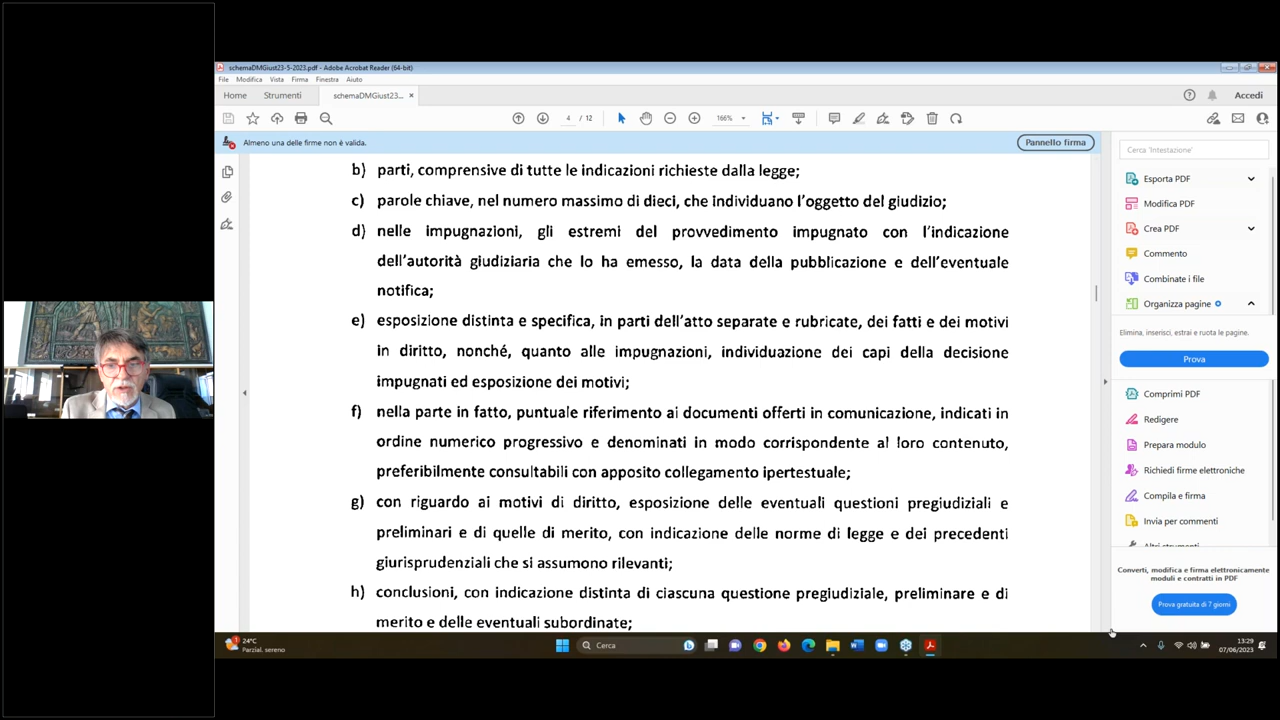 schemaDMGiust23-5-2023.pdf - Adobe Acrobat Reader (64-bit)
File Modifica Vista Firma Finestra Aiuto
Home Strumenti schemaDMGiust23... × Accedi
4 / 12 166%
Almeno una delle firme non è valida. Pannello firma
b) parti, comprensive di tutte le indicazioni richieste dalla legge;
c) parole chiave, nel numero massimo di dieci, che individuano l'oggetto del giudizio;
d) nelle impugnazioni, gli estremi del provvedimento impugnato con l'indicazione
dell'autorità giudiziaria che lo ha emesso, la data della pubblicazione e dell'eventuale
notifica;
e) esposizione distinta e specifica, in parti dell'atto separate e rubricate, dei fatti e dei motivi
in diritto, nonché, quanto alle impugnazioni, individuazione dei capi della decisione
impugnati ed esposizione dei motivi;
f) nella parte in fatto, puntuale riferimento ai documenti offerti in comunicazione, indicati in
ordine numerico progressivo e denominati in modo corrispondente al loro contenuto,
preferibilmente consultabili con apposito collegamento ipertestuale;
g) con riguardo ai motivi di diritto, esposizione delle eventuali questioni pregiudiziali e
preliminari e di quelle di merito, con indicazione delle norme di legge e dei precedenti
giurisprudenziali che si assumono rilevanti;
h) conclusioni, con indicazione distinta di ciascuna questione pregiudiziale, preliminare e di
merito e delle eventuali subordinate;
Cerca 'Intestazione'
Esporta PDF
Modifica PDF
Crea PDF
Commento
Combinate i file
Organizza pagine
Elimina, inserisci, estrai e ruota le pagine.
Prova
Comprimi PDF
Redigere
Prepara modulo
Richiedi firme elettroniche
Compila e firma
Invia per commenti
Altri strumenti
Converti, modifica e firma elettronicamente
moduli e contratti in PDF
Prova gratuita di 7 giorni
1 24°C
Parzial. sereno
Cerca
13:29
07/06/2023